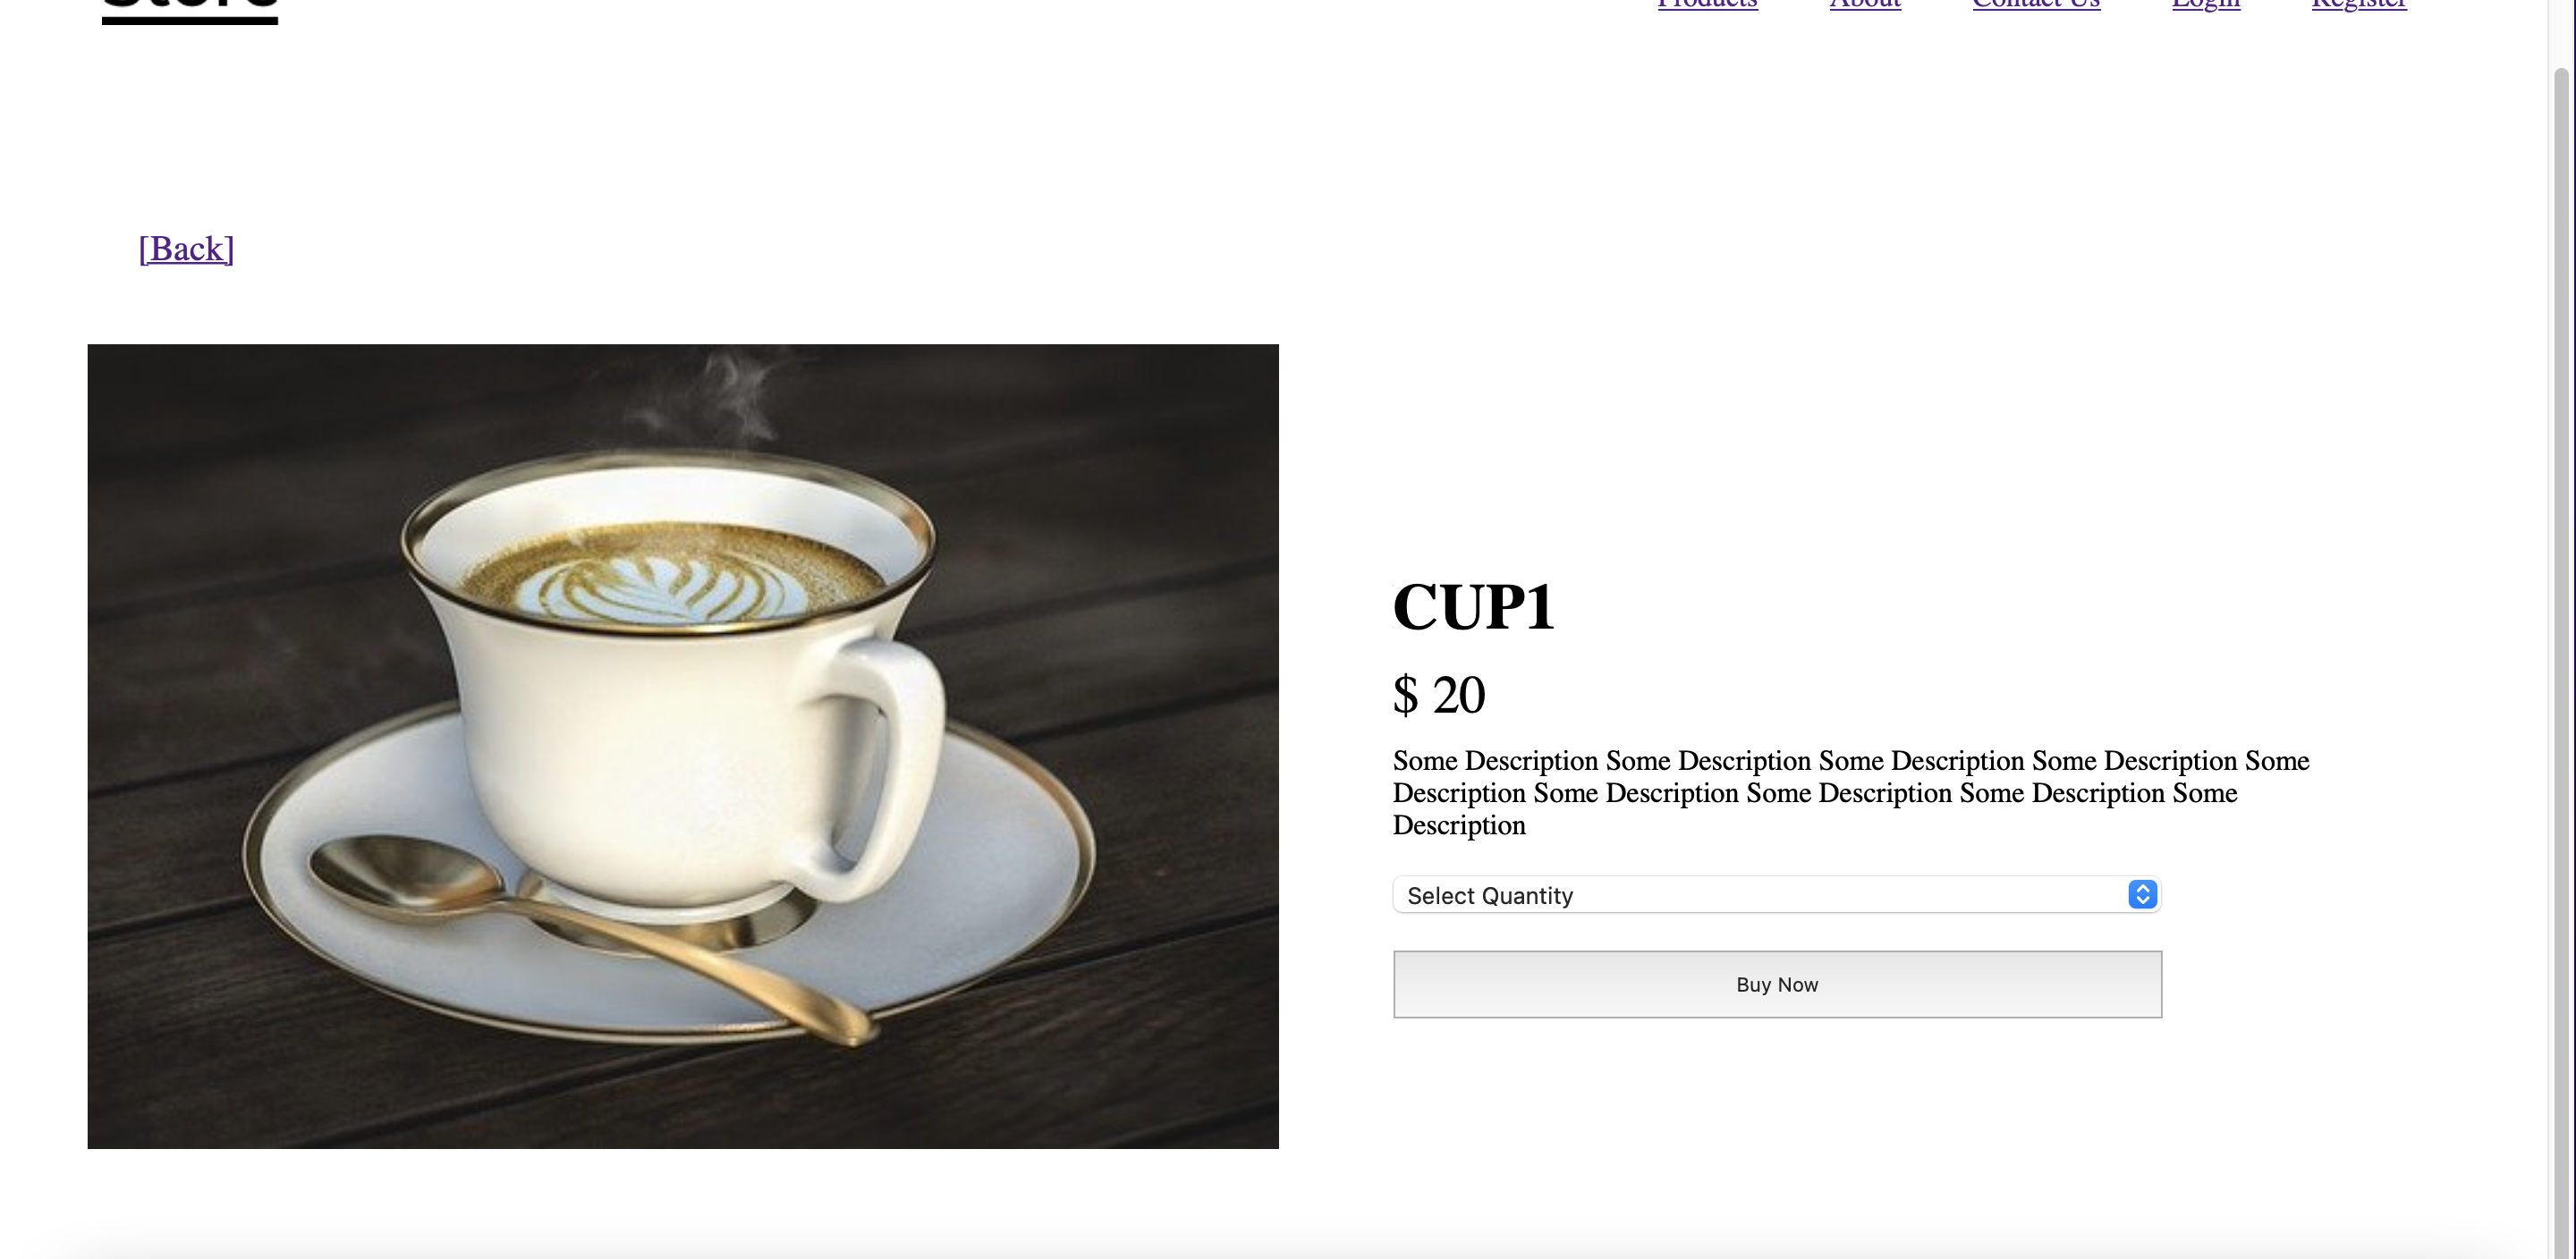 Store
Products About Contact Us Login Register
[Back]
CUP1
$ 20
Some Description Some Description Some Description Some Description Some
Description Some Description Some Description Some Description Some
Description
Select Quantity
Buy Now